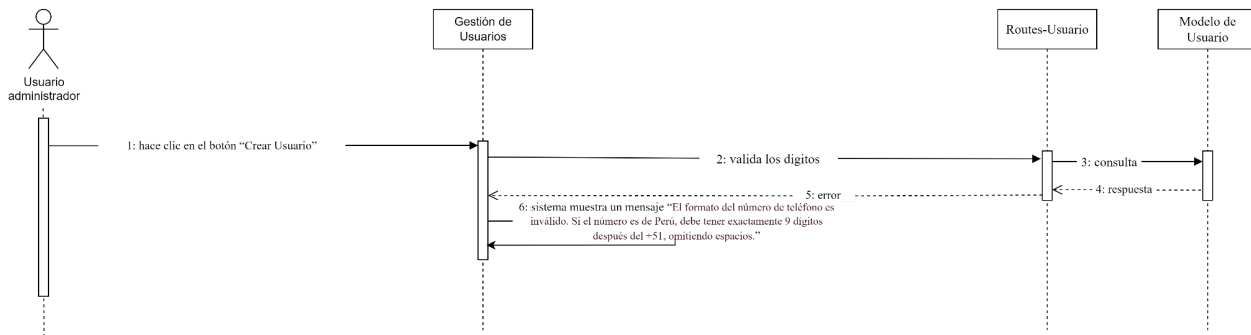 Gestión de
Usuarios
Routes-Usuario
Modelo de
Usuario
Usuario
administrador
1: hace clic en el botón “Crear Usuario”
2: valida los digitos
3: consulta
4: respuesta
5: error
6: sistema muestra un mensaje “El formato del número de teléfono es
inválido. Si el número es de Perú, debe tener exactamente 9 dígitos
después del +51, omitiendo espacios.”